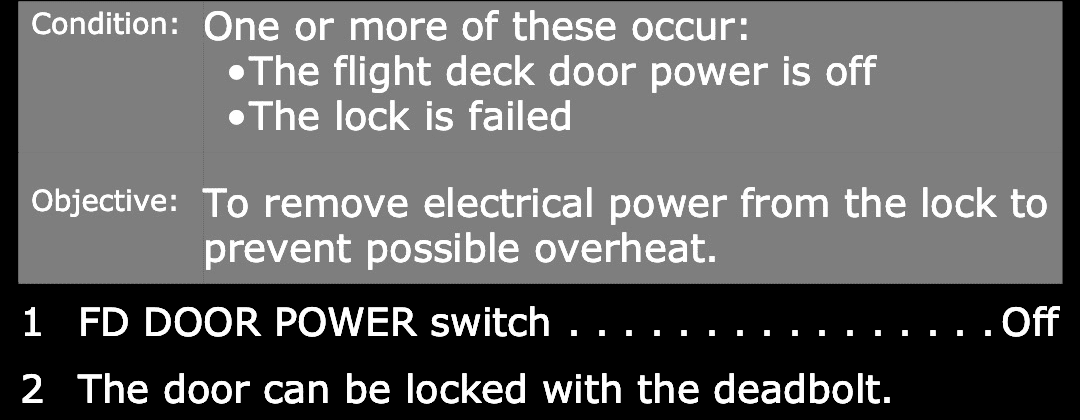 Condition: One or more of these occur:
•The flight deck door power is off
•The lock is failed
Objective: To remove electrical power from the lock to
prevent possible overheat.
1 FD DOOR POWER switch . . . . . . . . . . . . . . . . Off
2 The door can be locked with the deadbolt.